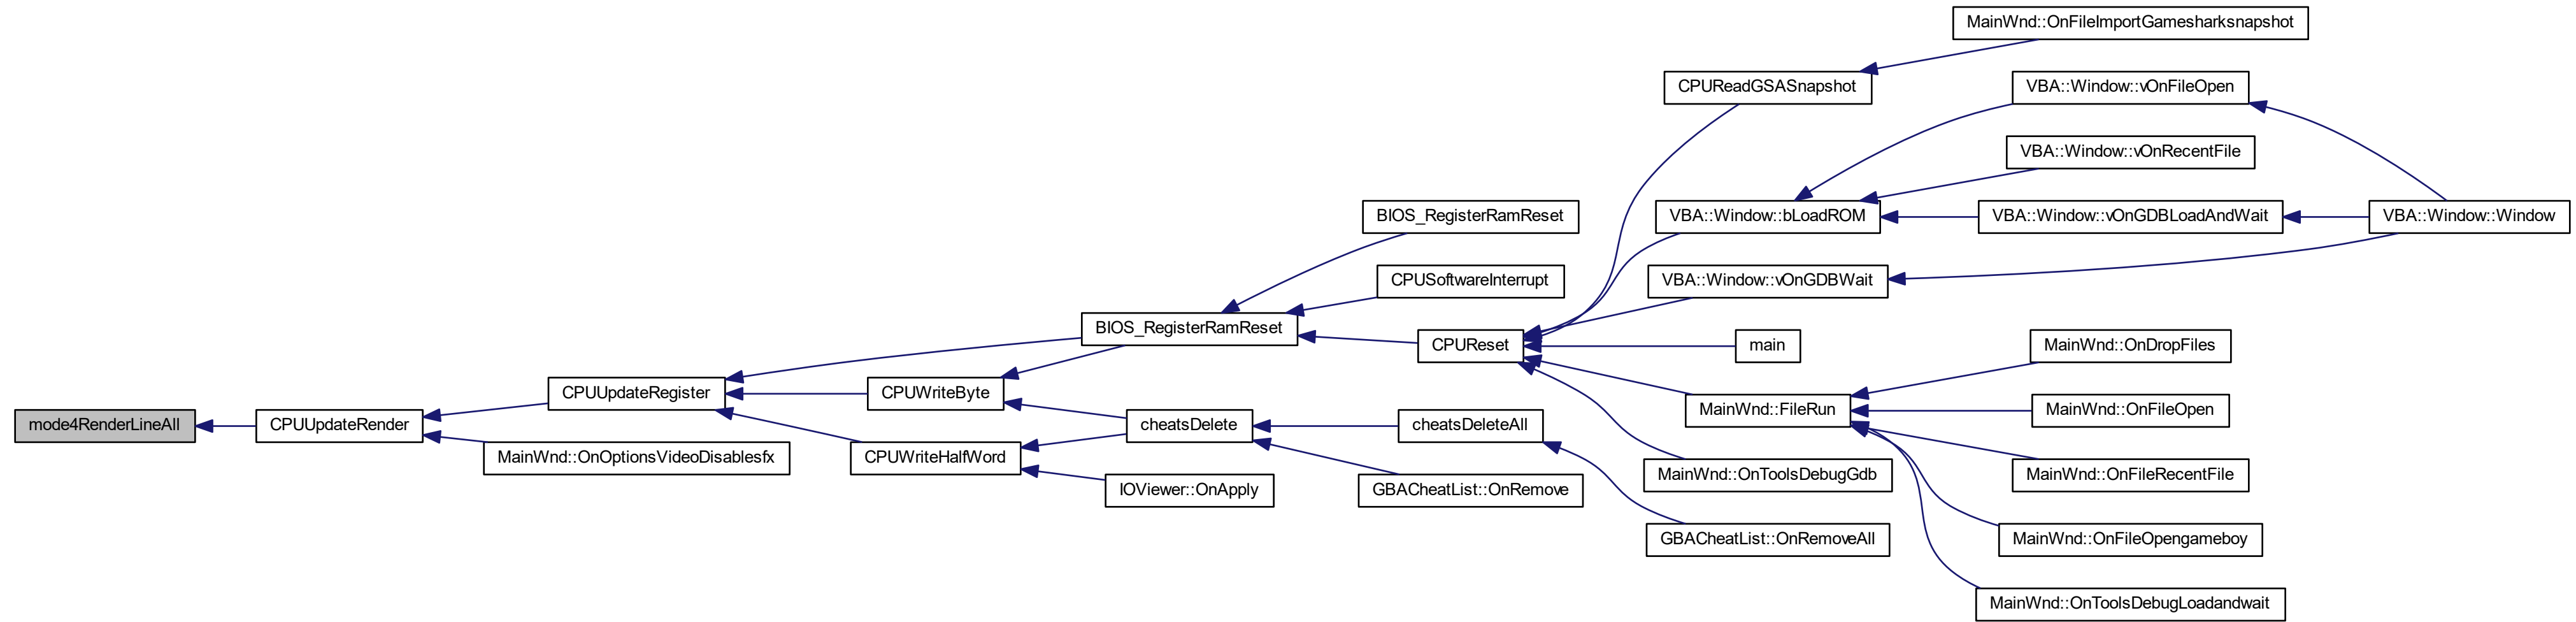 MainWnd::OnFileImportGamesharksnapshot
CPUReadGSASnapshot
VBA::Window::vOnFileOpen
VBA::Window::vOnRecentFile
BIOS_RegisterRamReset
VBA::Window::bLoadROM
VBA::Window::vOnGDBLoadAndWait
VBA::Window::Window
CPUSoftwareInterrupt
VBA::Window::vOnGDBWait
BIOS_RegisterRamReset
CPUReset
main
MainWnd::OnDropFiles
CPUUpdateRegister
CPUWriteByte
MainWnd::FileRun
MainWnd::OnFileOpen
mode4RenderLineAll
CPUUpdateRender
cheatsDelete
cheatsDeleteAll
MainWnd::OnOptionsVideoDisablesfx
CPUWriteHalfWord
MainWnd::OnToolsDebugGdb
MainWnd::OnFileRecentFile
IOViewer::OnApply
GBACheatList::OnRemove
GBACheatList::OnRemoveAll
MainWnd::OnFileOpengameboy
MainWnd::OnToolsDebugLoadandwait